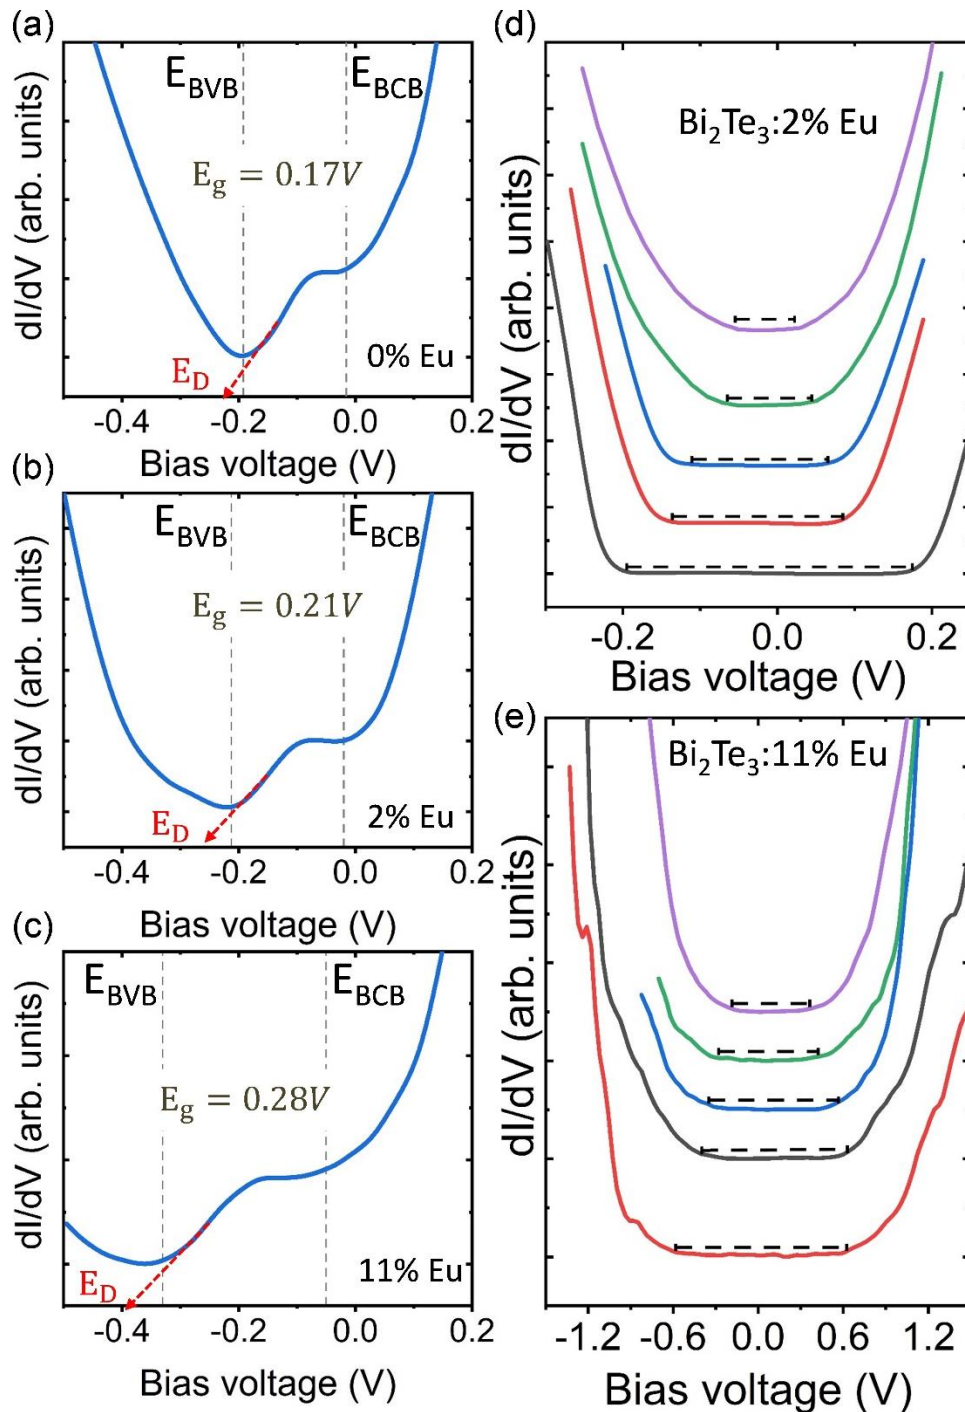 (a)
E_BVB
E_BCB
E_g = 0.17V
E_D
0% Eu
dI/dV (arb. units)
-0.4 -0.2 0.0 0.2
Bias voltage (V)
(b)
E_BVB
E_BCB
E_g = 0.21V
E_D
2% Eu
dI/dV (arb. units)
-0.4 -0.2 0.0 0.2
Bias voltage (V)
(c)
E_BVB
E_BCB
E_g = 0.28V
E_D
11% Eu
dI/dV (arb. units)
-0.4 -0.2 0.0 0.2
Bias voltage (V)
(d)
Bi₂Te₃:2% Eu
dI/dV (arb. units)
-0.2 0.0 0.2
Bias voltage (V)
(e)
Bi₂Te₃:11% Eu
dI/dV (arb. units)
-1.2 -0.6 0.0 0.6 1.2
Bias voltage (V)